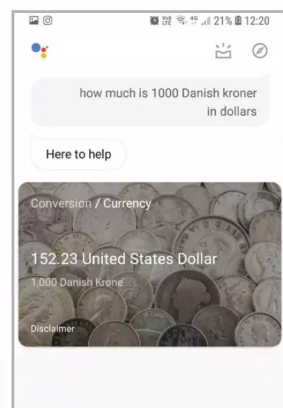 21% 12:20
how much is 1000 Danish kroner
in dollars
Here to help
Conversion / Currency
152.23 United States Dollar
1,000 Danish Krone
Disclaimer